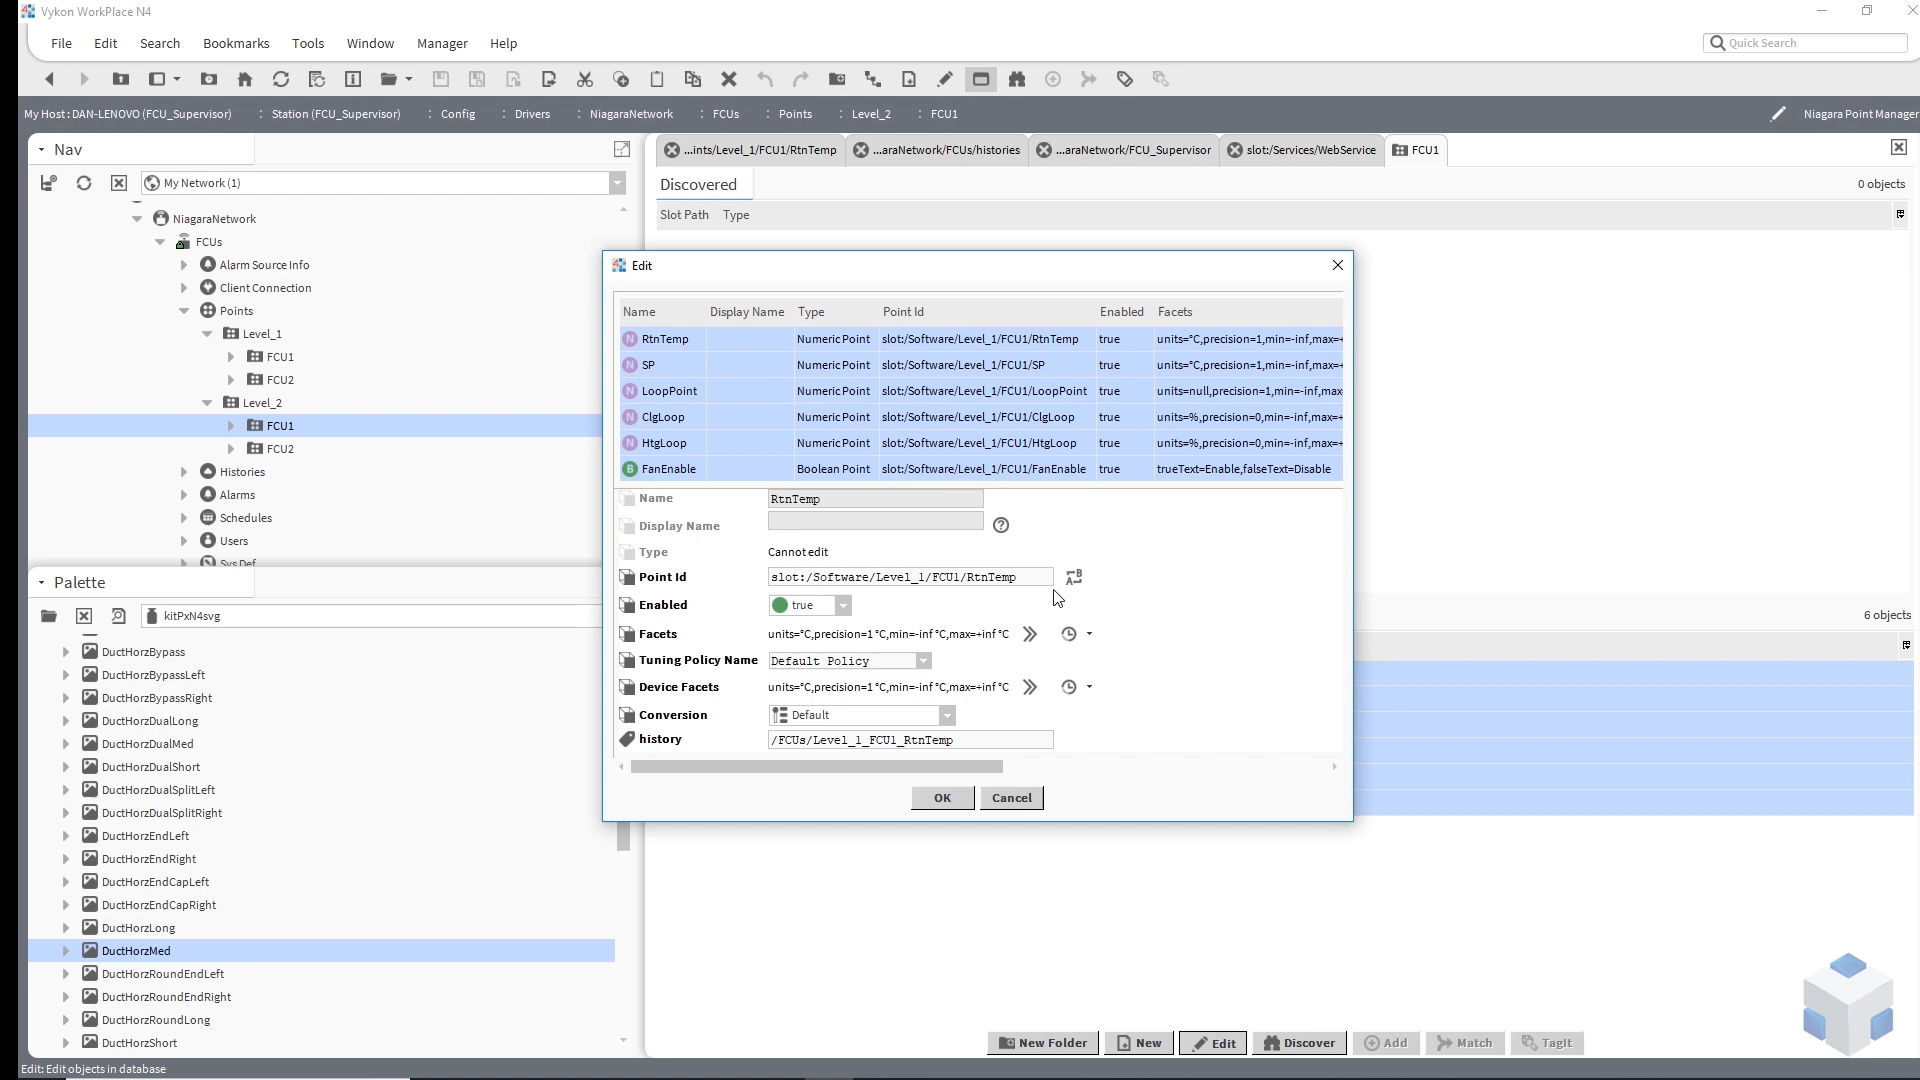 Vykon WorkPlace N4
File Edit Search Bookmarks Tools Window Manager Help
Quick Search
My Host : DAN-LENOVO (FCU_Supervisor) : Station (FCU_Supervisor) : Config : Drivers : NiagaraNetwork : FCUs : Points : Level_2 : FCU1
Niagara Point Manager
Nav
My Network (1)
NiagaraNetwork
FCUs
Alarm Source Info
Client Connection
Points
Level_1
FCU1
FCU2
Level_2
FCU1
FCU2
Histories
Alarms
Schedules
Users
Sys Def
Palette
kitPxN4svg
DuctHorzBypass
DuctHorzBypassLeft
DuctHorzBypassRight
DuctHorzDualLong
DuctHorzDualMed
DuctHorzDualShort
DuctHorzDualSplitLeft
DuctHorzDualSplitRight
DuctHorzEndLeft
DuctHorzEndRight
DuctHorzEndCapLeft
DuctHorzEndCapRight
DuctHorzLong
DuctHorzMed
DuctHorzRoundEndLeft
DuctHorzRoundEndRight
DuctHorzRoundLong
DuctHorzShort
...ints/Level_1/FCU1/RtnTemp ...araNetwork/FCUs/histories ...araNetwork/FCU_Supervisor slot:/Services/WebService FCU1
Discovered 0 objects
Slot Path Type
6 objects
Edit
Name Display Name Type Point Id Enabled Facets
N RtnTemp Numeric Point slot:/Software/Level_1/FCU1/RtnTemp true units=°C,precision=1,min=-inf,max=+
N SP Numeric Point slot:/Software/Level_1/FCU1/SP true units=°C,precision=1,min=-inf,max=+
N LoopPoint Numeric Point slot:/Software/Level_1/FCU1/LoopPoint true units=null,precision=1,min=-inf,max
N ClgLoop Numeric Point slot:/Software/Level_1/FCU1/ClgLoop true units=%,precision=0,min=-inf,max=+
N HtgLoop Numeric Point slot:/Software/Level_1/FCU1/HtgLoop true units=%,precision=0,min=-inf,max=+
B FanEnable Boolean Point slot:/Software/Level_1/FCU1/FanEnable true trueText=Enable,falseText=Disable
Name RtnTemp
Display Name
Type Cannot edit
Point Id slot:/Software/Level_1/FCU1/RtnTemp
Enabled true
Facets units=°C,precision=1 °C,min=-inf °C,max=+inf °C
Tuning Policy Name Default Policy
Device Facets units=°C,precision=1 °C,min=-inf °C,max=+inf °C
Conversion Default
history /FCUs/Level_1_FCU1_RtnTemp
OK Cancel
New Folder New Edit Discover Add Match TagIt
Edit: Edit objects in database